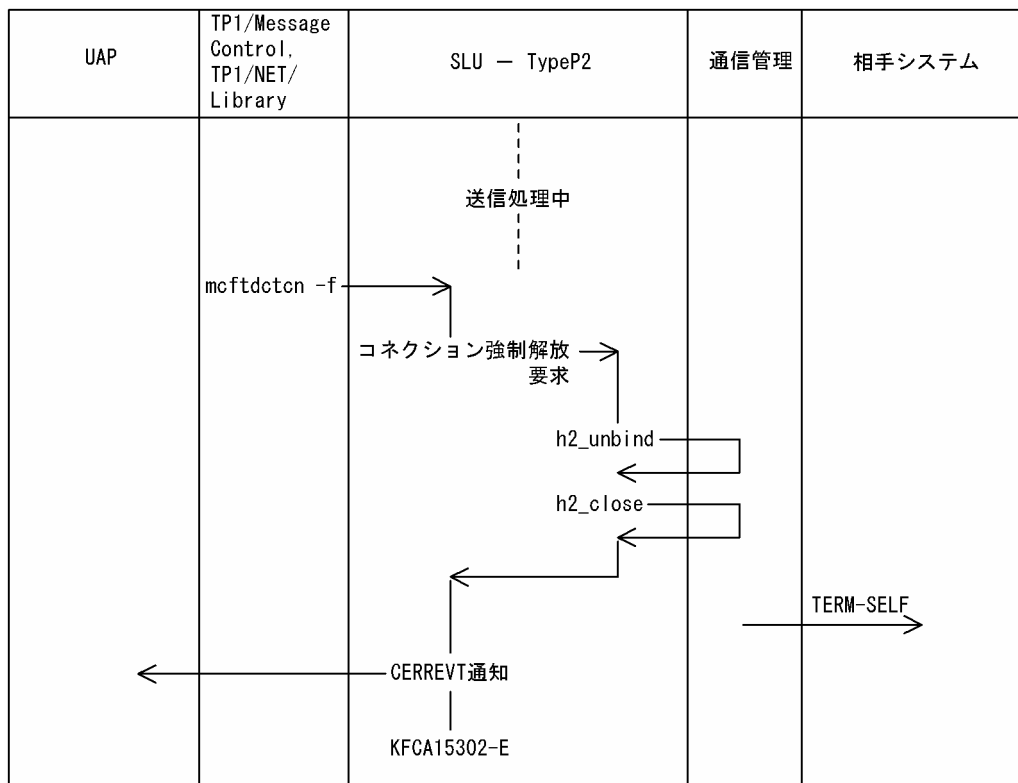 UAP
TP1/Message
Control,
TP1/NET/
Library
SLU － TypeP2
通信管理
相手システム
送信処理中
mcftdctcn -f
コネクション強制解放
要求
h2_unbind
h2_close
TERM-SELF
CERREVT通知
KFCA15302-E